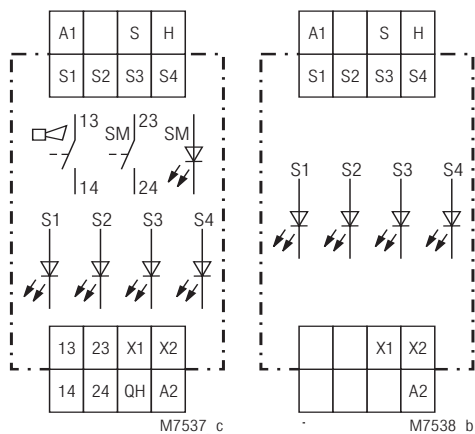 A1 S H
S1 S2 S3 S4
13 23
SM SM
14 24
S1 S2 S3 S4
13 23 X1 X2
14 24 QH A2
M7537 c
A1 S H
S1 S2 S3 S4
S1 S2 S3 S4
X1 X2
A2
M7538 b